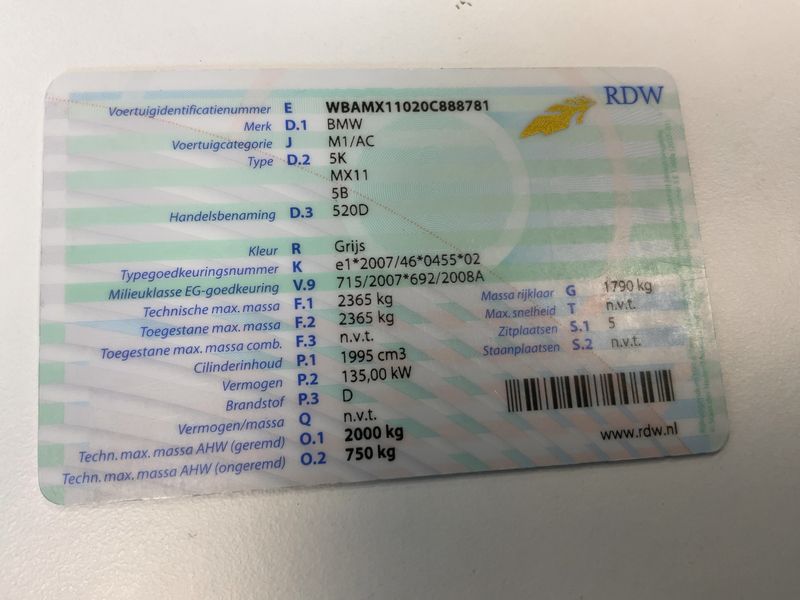 RDW
Voertuigidentificatienummer E WBAMX11020C888781
Merk D.1 BMW
Voertuigcategorie J M1/AC
Type D.2 5K
MX11
5B
Handelsbenaming D.3 520D
Kleur R Grijs
Typegoedkeuringsnummer K e1*2007/46*0455*02
Milieuklasse EG-goedkeuring V.9 715/2007*692/2008A
Technische max. massa F.1 2365 kg
Toegestane max. massa F.2 2365 kg
Toegestane max. massa comb. F.3 n.v.t.
Cilinderinhoud P.1 1995 cm3
Vermogen P.2 135,00 kW
Brandstof P.3 D
Vermogen/massa Q n.v.t.
Techn. max. massa AHW (geremd) O.1 2000 kg
Techn. max. massa AHW (ongeremd) O.2 750 kg
Massa rijklaar G 1790 kg
Max. snelheid T n.v.t.
Zitplaatsen S.1 5
Staanplaatsen S.2 n.v.t.
www.rdw.nl